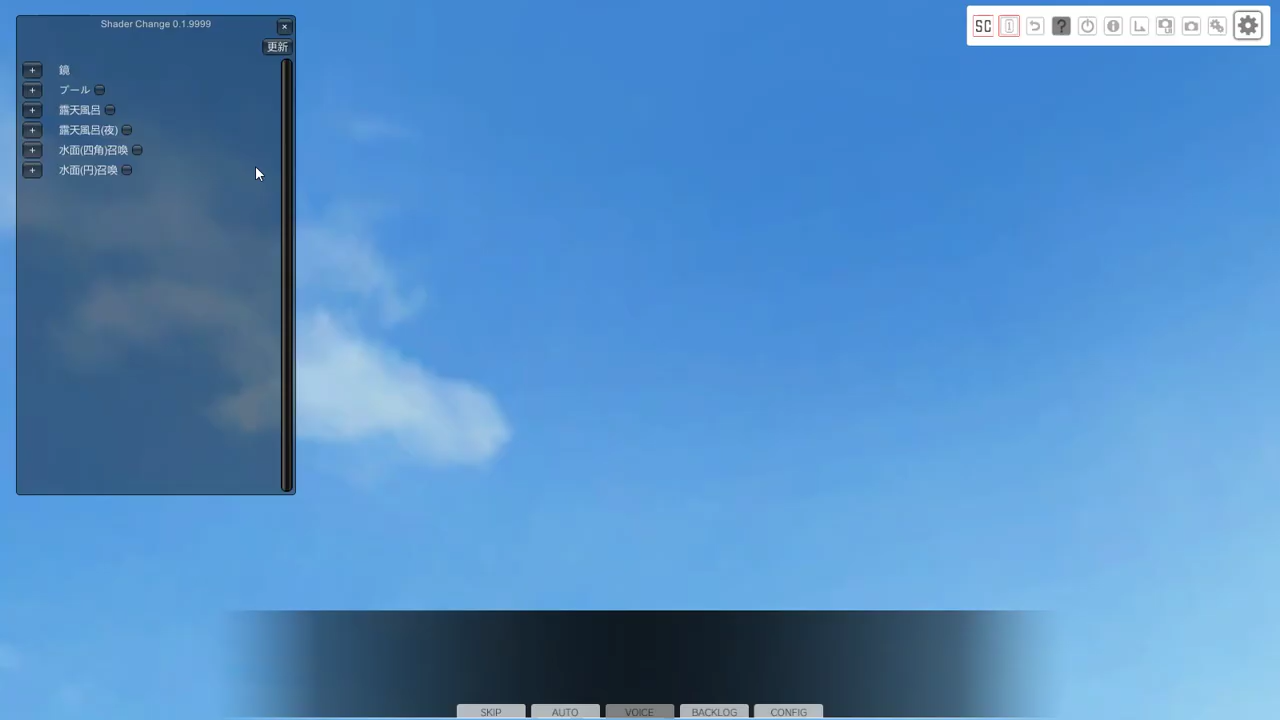 Shader Change 0.1.9999
×
SC
?
更新
+ 鏡
+ プール
+ 露天風呂
+ 露天風呂(夜)
+ 水面(四角)召喚
+ 水面(円)召喚
SKIP AUTO VOICE BACKLOG CONFIG